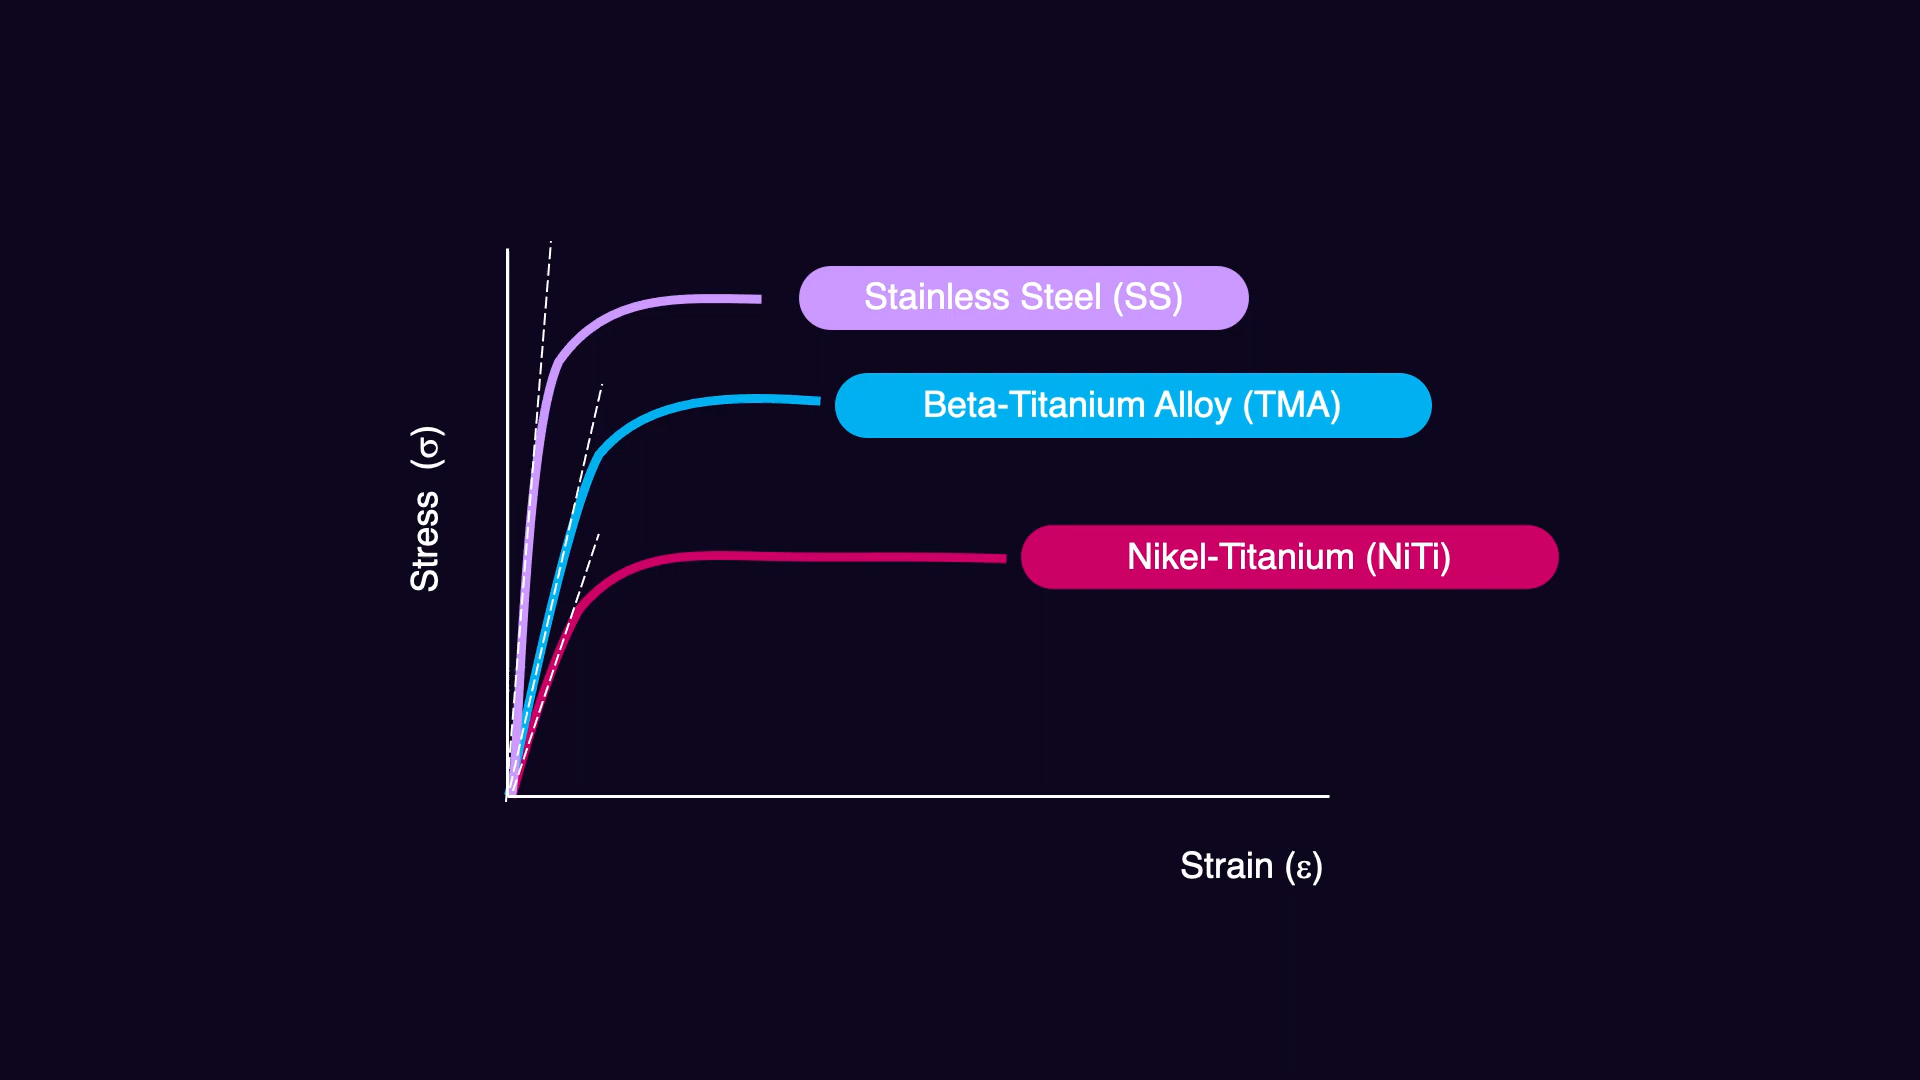 Stainless Steel (SS)
Beta-Titanium Alloy (TMA)
Nikel-Titanium (NiTi)
Stress (σ)
Strain (ε)